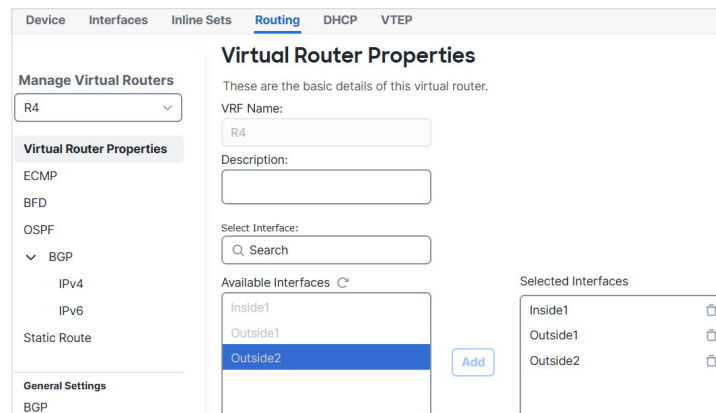 Device Interfaces Inline Sets Routing DHCP VTEP
Manage Virtual Routers
R4
Virtual Router Properties
ECMP
BFD
OSPF
BGP
IPv4
IPv6
Static Route
General Settings
BGP
Virtual Router Properties
These are the basic details of this virtual router.
VRF Name:
R4
Description:
Select Interface:
Search
Available Interfaces
Inside1
Outside1
Outside2
Add
Selected Interfaces
Inside1
Outside1
Outside2